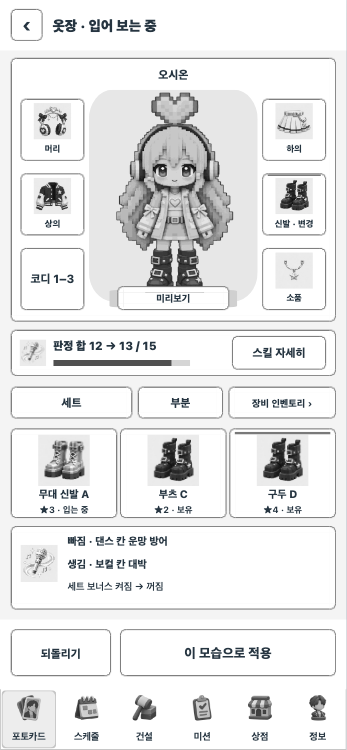 ‹ 옷장 · 입어 보는 중
오시온
머리
하의
상의
신발 · 변경
코디 1–3
소품
미리보기
판정 합 12 → 13 / 15
스킬 자세히
세트
부분
장비 인벤토리 ›
무대 신발 A
★3 · 입는 중
부츠 C
★2 · 보유
구두 D
★4 · 보유
빠짐 · 댄스 칸 운망 방어
생김 · 보컬 칸 대박
세트 보너스 켜짐 → 꺼짐
되돌리기
이 모습으로 적용
포토카드
스케줄
건설
미션
상점
정보